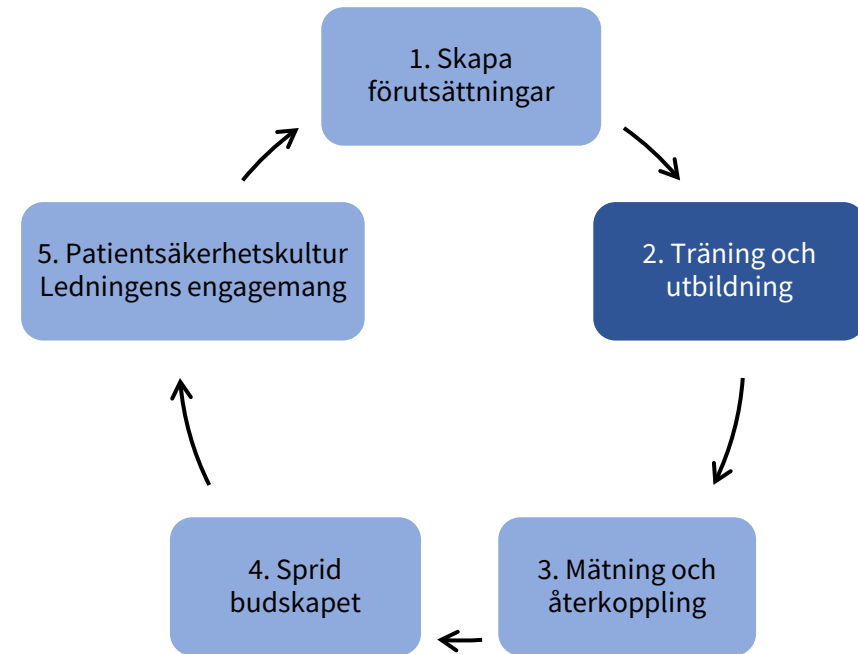 1. Skapa
förutsättningar
2. Träning och
utbildning
3. Mätning och
återkoppling
4. Sprid
budskapet
5. Patientsäkerhetskultur
Ledningens engagemang